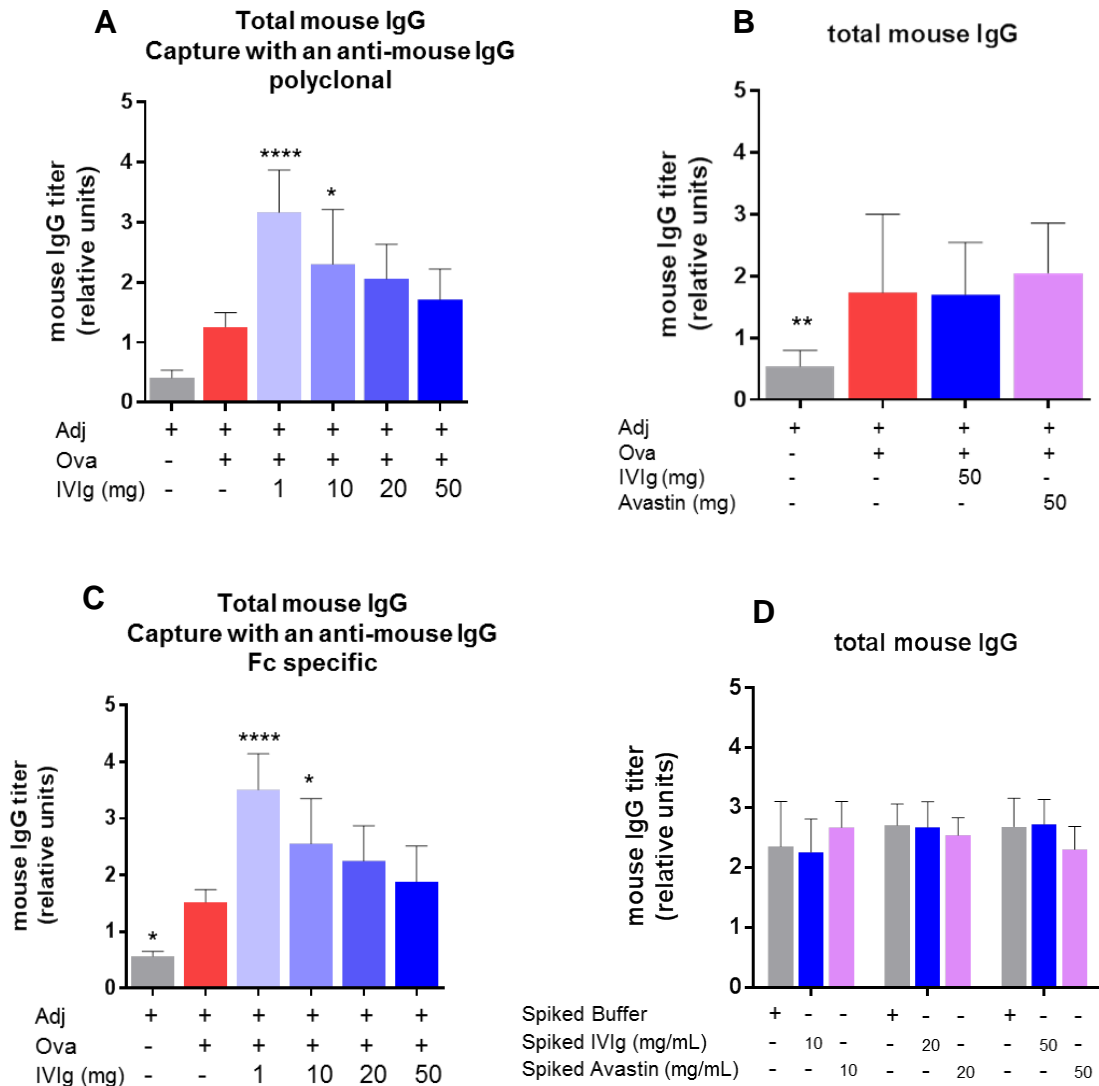 A
Total mouse IgG
Capture with an anti-mouse IgG
polyclonal
mouse IgG titer
(relative units)
5
4
3
2
1
0
****
*
Adj + + + + + +
Ova - + + + + +
IVIg (mg) - - 1 10 20 50
B
total mouse IgG
mouse IgG titer
(relative units)
5
4
3
2
1
0
**
Adj + + + +
Ova - + + +
IVIg (mg) - - 50 -
Avastin (mg) - - - 50
C
Total mouse IgG
Capture with an anti-mouse IgG
Fc specific
mouse IgG titer
(relative units)
5
4
3
2
1
0
*
****
*
Adj + + + + + +
Ova - + + + + +
IVIg (mg) - - 1 10 20 50
D
total mouse IgG
mouse IgG titer
(relative units)
5
4
3
2
1
0
Spiked Buffer + - - + - - + - -
Spiked IVIg (mg/mL) - 10 - - 20 - - 50 -
Spiked Avastin (mg/mL) - - 10 - - 20 - - 50